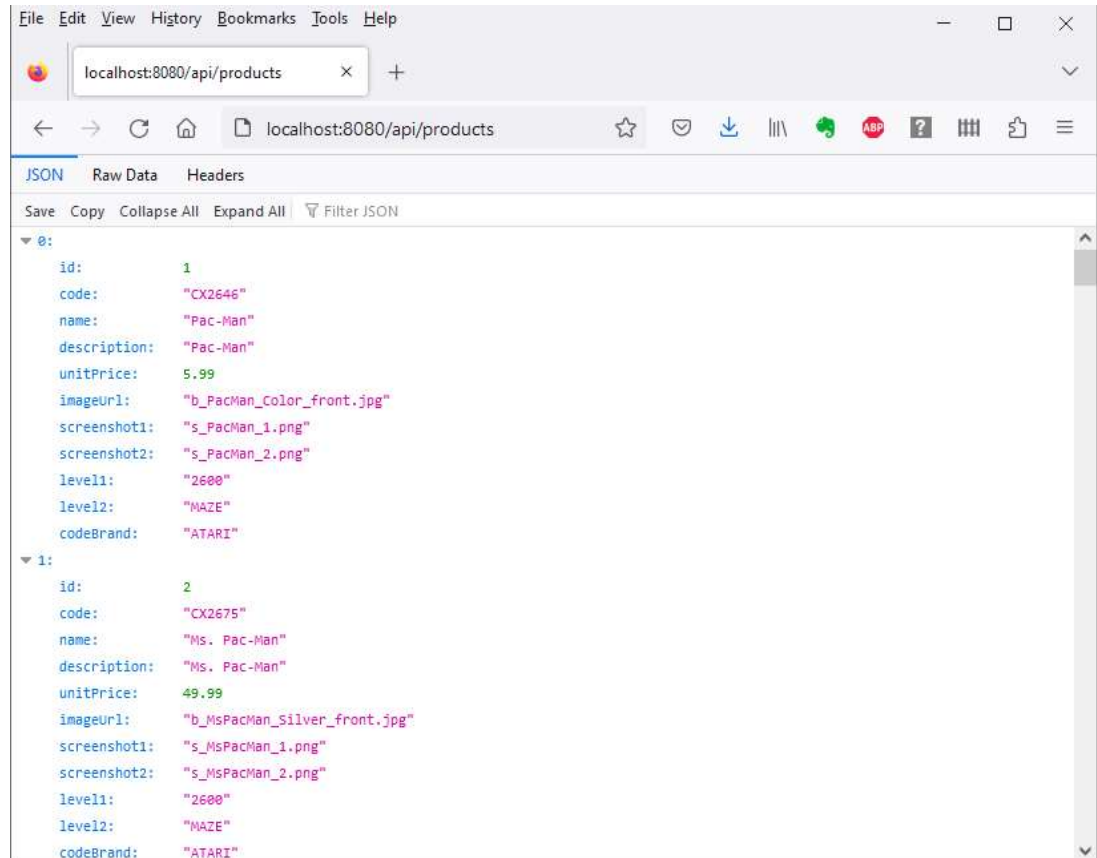 File Edit View History Bookmarks Tools Help
localhost:8080/api/products
localhost:8080/api/products
ABP
JSON Raw Data Headers
Save Copy Collapse All Expand All Filter JSON
0:
id: 1
code: "CX2646"
name: "Pac-Man"
description: "Pac-Man"
unitPrice: 5.99
imageUrl: "b_PacMan_Color_front.jpg"
screenshot1: "s_PacMan_1.png"
screenshot2: "s_PacMan_2.png"
level1: "2600"
level2: "MAZE"
codeBrand: "ATARI"
1:
id: 2
code: "CX2675"
name: "Ms. Pac-Man"
description: "Ms. Pac-Man"
unitPrice: 49.99
imageUrl: "b_MsPacMan_Silver_front.jpg"
screenshot1: "s_MsPacMan_1.png"
screenshot2: "s_MsPacMan_2.png"
level1: "2600"
level2: "MAZE"
codeBrand: "ATARI"